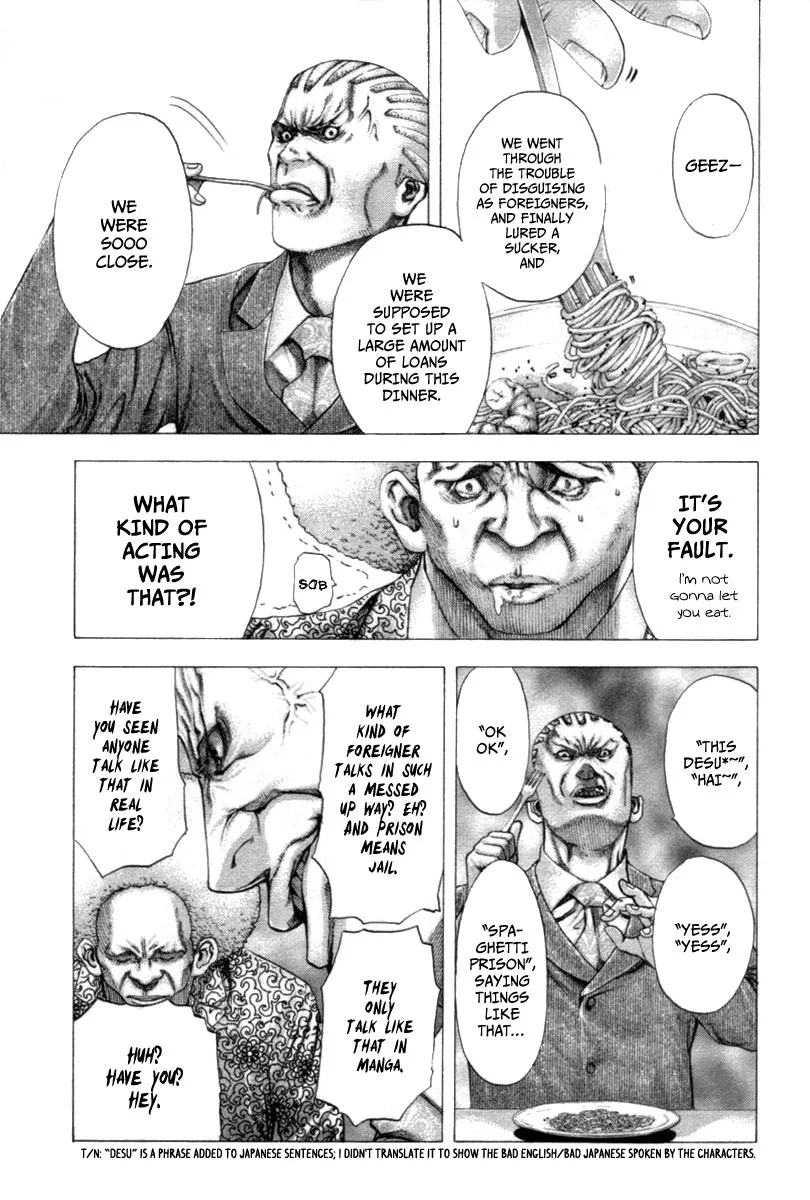 GEEZ—
WE WENT
THROUGH
THE TROUBLE
OF DISGUISING
AS FOREIGNERS,
AND FINALLY
LURED A
SUCKER,
AND
WE
WERE
SUPPOSED
TO SET UP A
LARGE AMOUNT
OF LOANS
DURING THIS
DINNER.
WE
WERE
SOOO
CLOSE.
IT'S
YOUR
FAULT.
I'm not
gonna let
you eat.
SOB
WHAT
KIND OF
ACTING
WAS
THAT?!
"THIS
DESU*~",
"HAI~",
"OK
OK",
"YESS",
"YESS",
"SPA-
GHETTI
PRISON",
SAYING
THINGS
LIKE
THAT...
WHAT
KIND OF
FOREIGNER
TALKS IN SUCH
A MESSED
UP WAY? EH?
AND PRISON
MEANS
JAIL.
HAVE
YOU SEEN
ANYONE
TALK LIKE
THAT IN
REAL
LIFE?
THEY
ONLY
TALK LIKE
THAT IN
MANGA.
HUH?
HAVE YOU?
HEY.
T/N: "DESU" IS A PHRASE ADDED TO JAPANESE SENTENCES; I DIDN'T TRANSLATE IT TO SHOW THE BAD ENGLISH/BAD JAPANESE SPOKEN BY THE CHARACTERS.